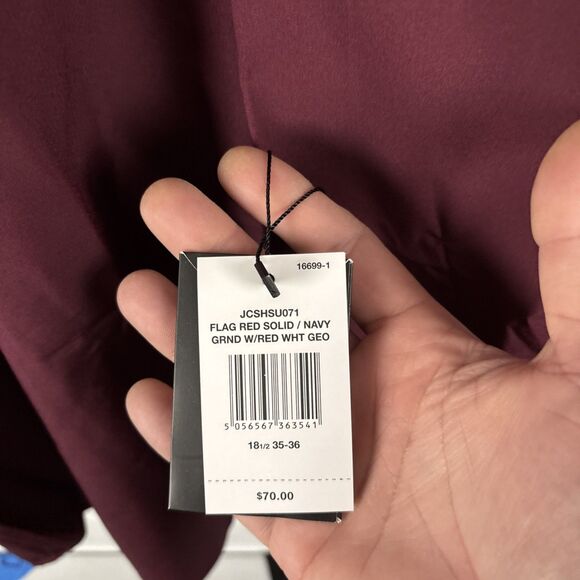 16699-1
JCSHSU071
FLAG RED SOLID / NAVY
GRND W/RED WHT GEO
5 056567 363541
18 1/2 35-36
$70.00